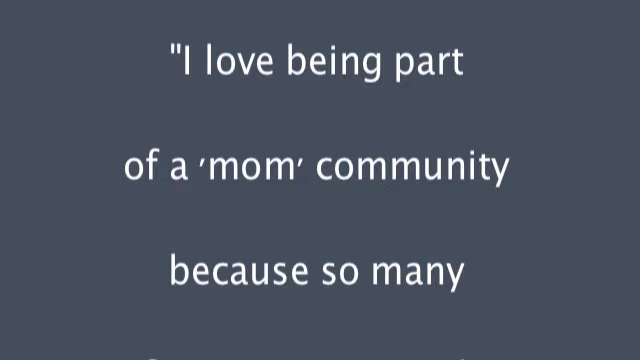 "I love being part
of a 'mom' community
because so many